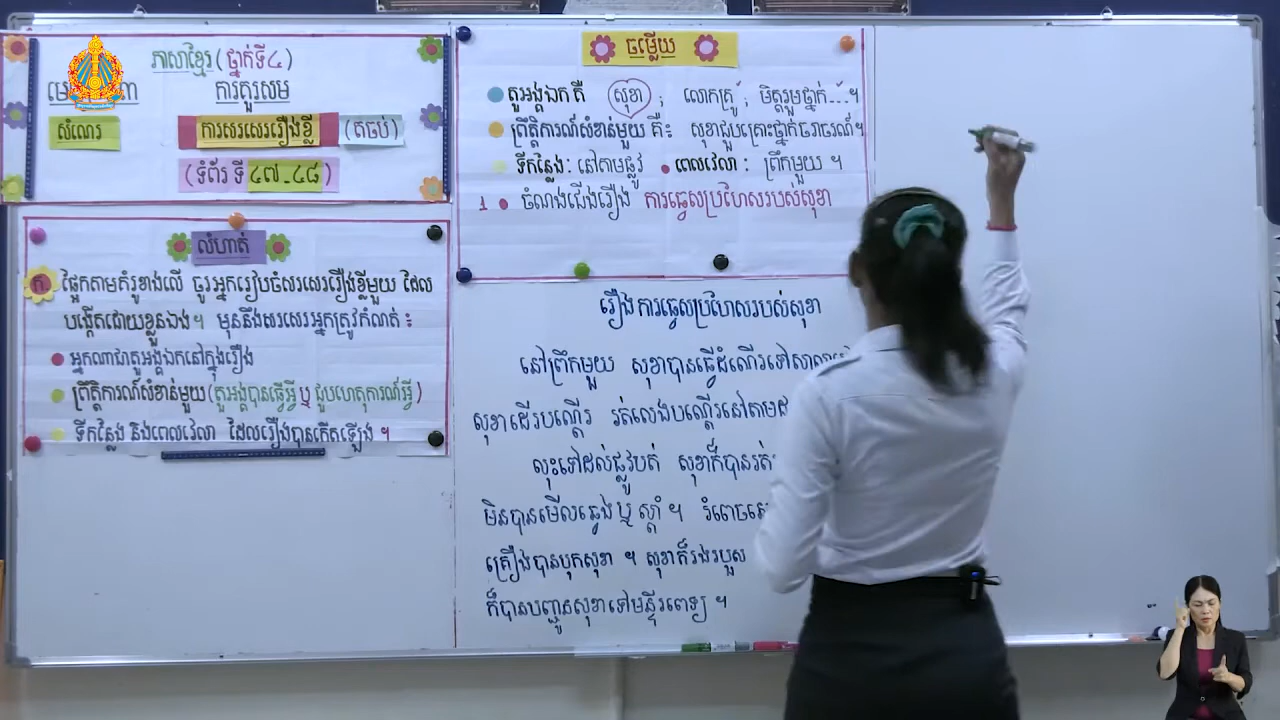 ភាសាខ្មែរ (ថ្នាក់ទី៤)
ការគួរសម
សំណេរ
ការសរសេររឿងខ្លី (តចប់)
(ទំព័រ ទី ៤៧-៤៨)
លំហាត់
ក. ផ្អែកតាមគំរូខាងលើ ចូរអ្នករៀបចំសរសេររឿងខ្លីមួយ ដែល
បង្កើតដោយខ្លួនឯង។ មុននឹងសរសេរអ្នកត្រូវកំណត់ ៖
អ្នកណាជាតួអង្គឯកនៅក្នុងរឿង
ព្រឹត្តិការណ៍សំខាន់មួយ (តួអង្គបានធ្វើអ្វី ឬ ជួបហេតុការណ៍អ្វី)
ទីកន្លែង និងពេលវេលា ដែលរឿងបានកើតឡើង ។
ចម្លើយ
តួអង្គឯក គឺ សុខា , លោកគ្រូ , មិត្តរួមថ្នាក់...។
ព្រឹត្តិការណ៍សំខាន់មួយ គឺ៖ សុខាជួបគ្រោះថ្នាក់ចរាចរណ៍។
ទីកន្លែង : នៅតាមផ្លូវ ពេលវេលា : ព្រឹកមួយ ។
1 ចំណងជើងរឿង ការធ្វេសប្រហែសរបស់សុខា
រឿង ការធ្វេសប្រហែសរបស់សុខា
នៅព្រឹកមួយ សុខាបានធ្វើដំណើរទៅសាលា
សុខាដើរបណ្តើរ រត់លេងបណ្តើរនៅតាម
លុះទៅដល់ផ្លូវបត់ សុខាក៏បានរត់
មិនបានមើលឆ្វេង ឬ ស្តាំ ។ រំពេច
គ្រឿងបានបុកសុខា ។ សុខាក៏រងរបួស
ក៏បានបញ្ជូនសុខាទៅមន្ទីរពេទ្យ ។